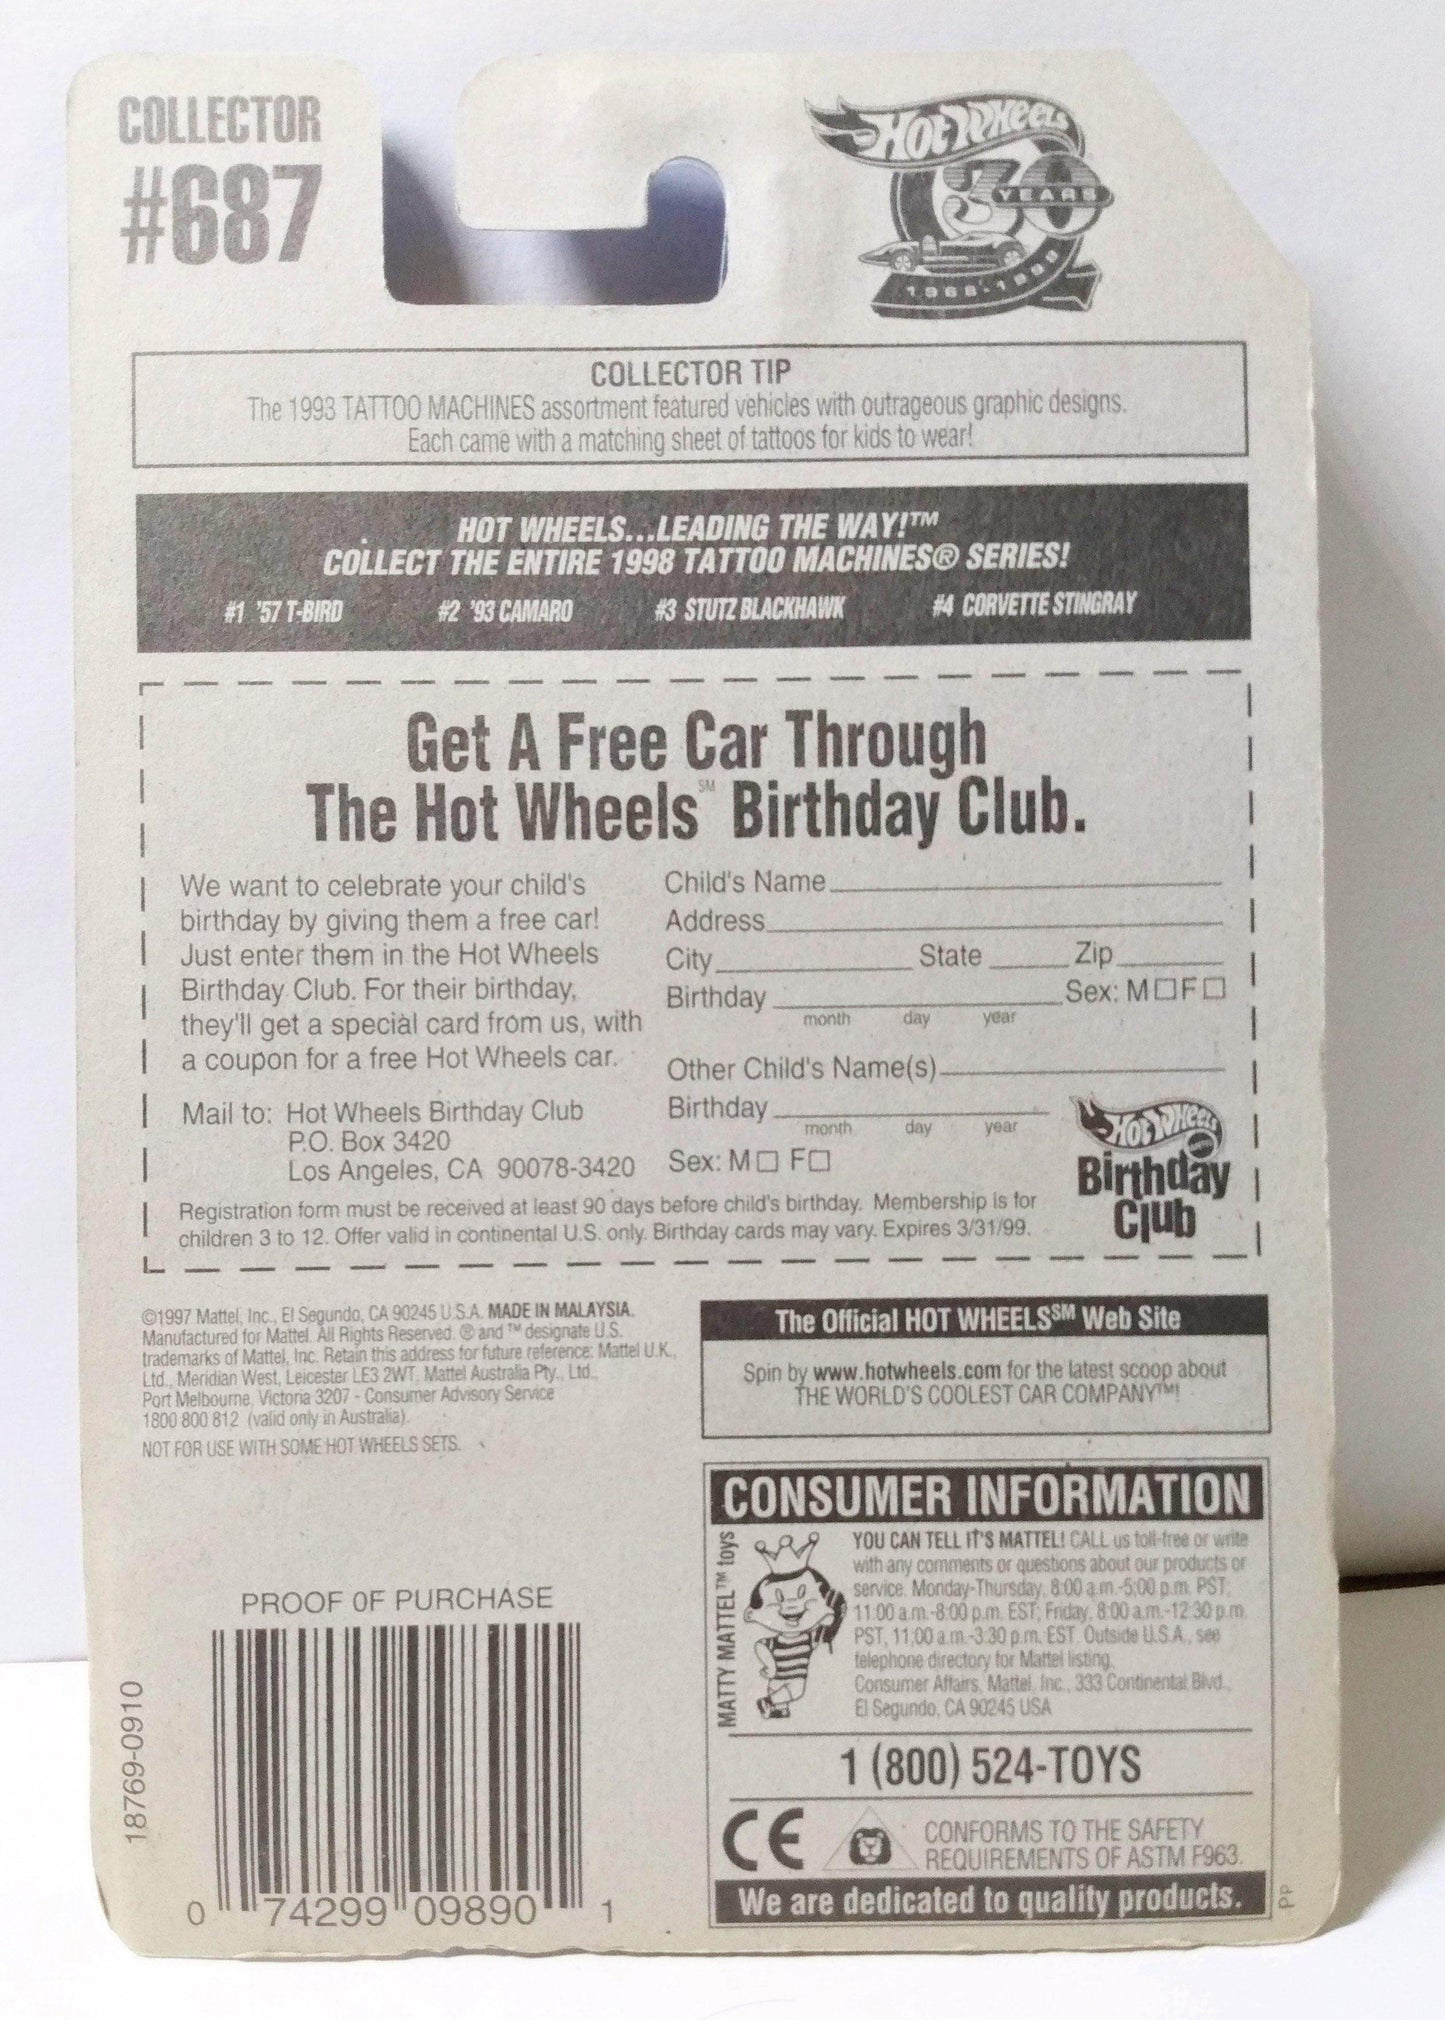 COLLECTOR
#687
HOT WHEELS
30
YEARS
1968-1998
COLLECTOR TIP
The 1993 TATTOO MACHINES assortment featured vehicles with outrageous graphic designs.
Each came with a matching sheet of tattoos for kids to wear!
HOT WHEELS...LEADING THE WAY!™
COLLECT THE ENTIRE 1998 TATTOO MACHINES® SERIES!
#1 '57 T-BIRD #2 '93 CAMARO #3 STUTZ BLACKHAWK #4 CORVETTE STINGRAY
Get A Free Car Through
The Hot Wheels℠ Birthday Club.
We want to celebrate your child's
birthday by giving them a free car!
Just enter them in the Hot Wheels
Birthday Club. For their birthday,
they'll get a special card from us, with
a coupon for a free Hot Wheels car.
Mail to: Hot Wheels Birthday Club
P.O. Box 3420
Los Angeles, CA 90078-3420
Child's Name
Address
City State Zip
Birthday Sex: M☐F☐
month day year
Other Child's Name(s)
Birthday
month day year
Sex: M☐ F☐
HOT WHEELS
Birthday
Club
Registration form must be received at least 90 days before child's birthday. Membership is for
children 3 to 12. Offer valid in continental U.S. only. Birthday cards may vary. Expires 3/31/99.
©1997 Mattel, Inc., El Segundo, CA 90245 U.S.A. MADE IN MALAYSIA.
Manufactured for Mattel. All Rights Reserved. ® and ™ designate U.S.
trademarks of Mattel, Inc. Retain this address for future reference: Mattel U.K.,
Ltd., Meridian West, Leicester LE3 2WT. Mattel Australia Pty., Ltd.,
Port Melbourne, Victoria 3207 - Consumer Advisory Service
1800 800 812 (valid only in Australia).
NOT FOR USE WITH SOME HOT WHEELS SETS.
The Official HOT WHEELS℠ Web Site
Spin by www.hotwheels.com for the latest scoop about
THE WORLD'S COOLEST CAR COMPANY™!
CONSUMER INFORMATION
MATTY MATTEL™ toys
YOU CAN TELL IT'S MATTEL! CALL us toll-free or write
with any comments or questions about our products or
service. Monday-Thursday, 8:00 a.m.-5:00 p.m. PST;
11:00 a.m.-8:00 p.m. EST; Friday, 8:00 a.m.-12:30 p.m.
PST, 11:00 a.m.-3:30 p.m. EST. Outside U.S.A., see
telephone directory for Mattel listing.
Consumer Affairs, Mattel, Inc., 333 Continental Blvd.,
El Segundo, CA 90245 USA
1 (800) 524-TOYS
CE
CONFORMS TO THE SAFETY
REQUIREMENTS OF ASTM F963.
We are dedicated to quality products.
PP
PROOF OF PURCHASE
18769-0910
0 74299 09890 1